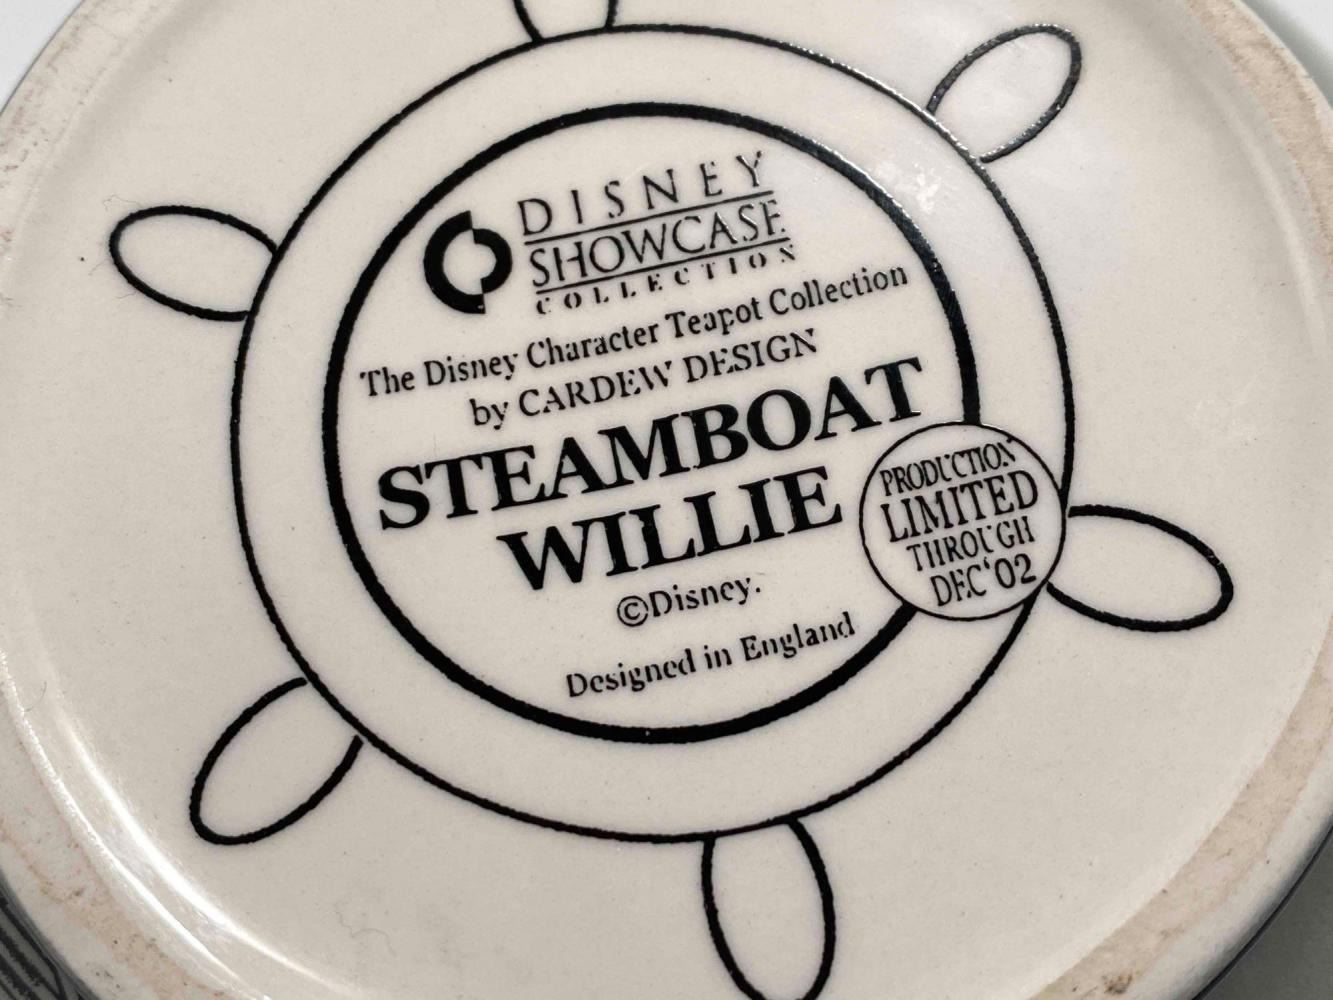 DISNEY
SHOWCASE
COLLECTION
The Disney Character Teapot Collection
by CARDEW DESIGN
STEAMBOAT
WILLIE
©Disney.
Designed in England
PRODUCTION
LIMITED
THROUGH
DEC‘02